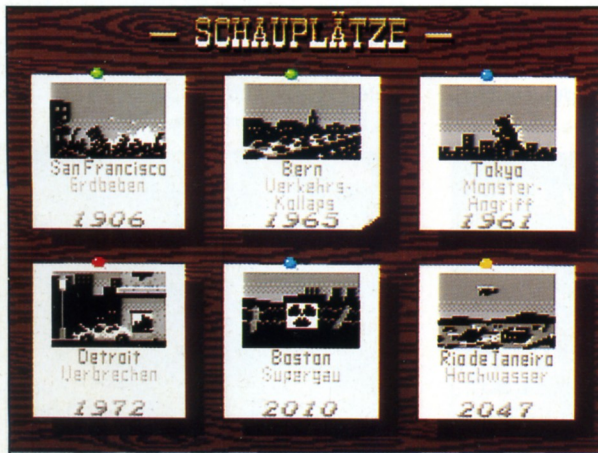 — SCHAUPLÄTZE —
San Francisco
Erdbeben
1906
Bern
Verkehrs-
Kollaps
1965
Tokyo
Monster-
Angriff
1961
Detroit
Verbrechen
1972
Boston
Supergau
2010
Rio de Janeiro
Hochwasser
2047